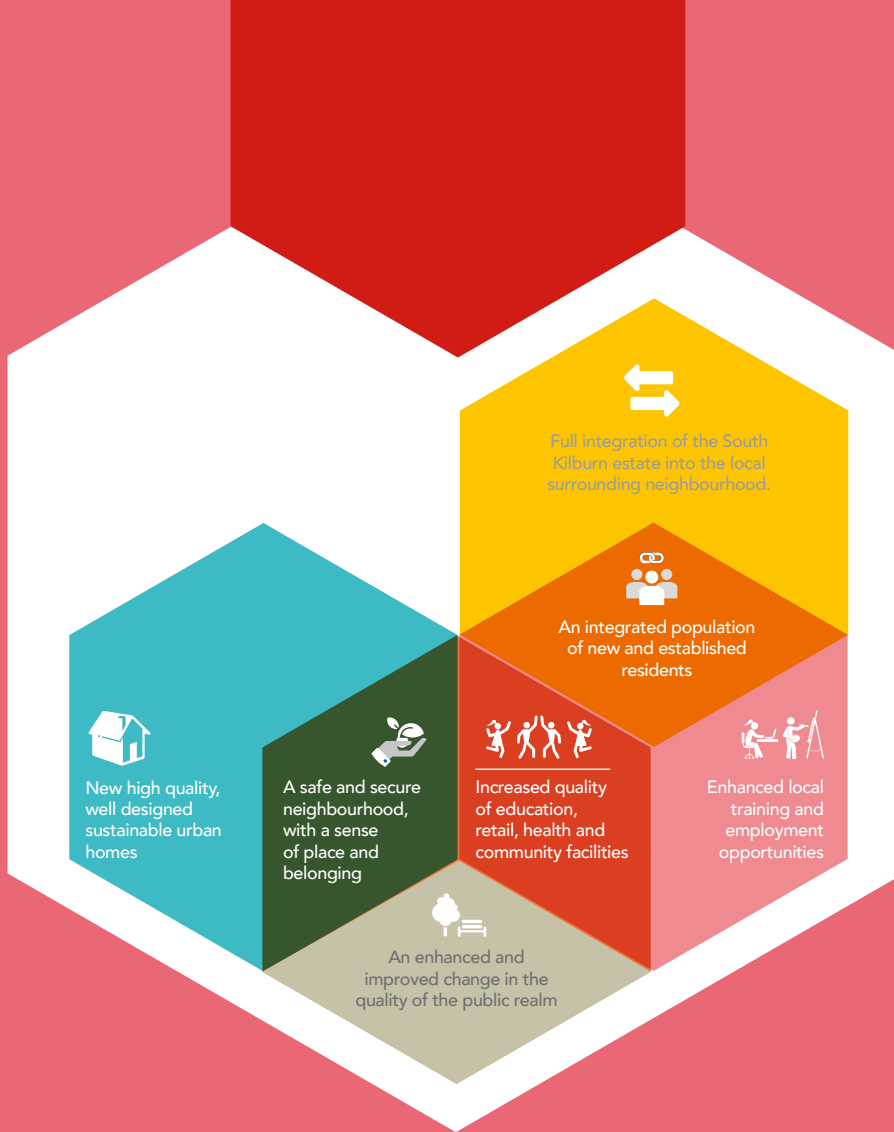 Full integration of the South
Kilburn estate into the local
surrounding neighbourhood.
An integrated population
of new and established
residents
New high quality,
well designed
sustainable urban
homes
A safe and secure
neighbourhood,
with a sense
of place and
belonging
Increased quality
of education,
retail, health and
community facilities
Enhanced local
training and
employment
opportunities
An enhanced and
improved change in the
quality of the public realm